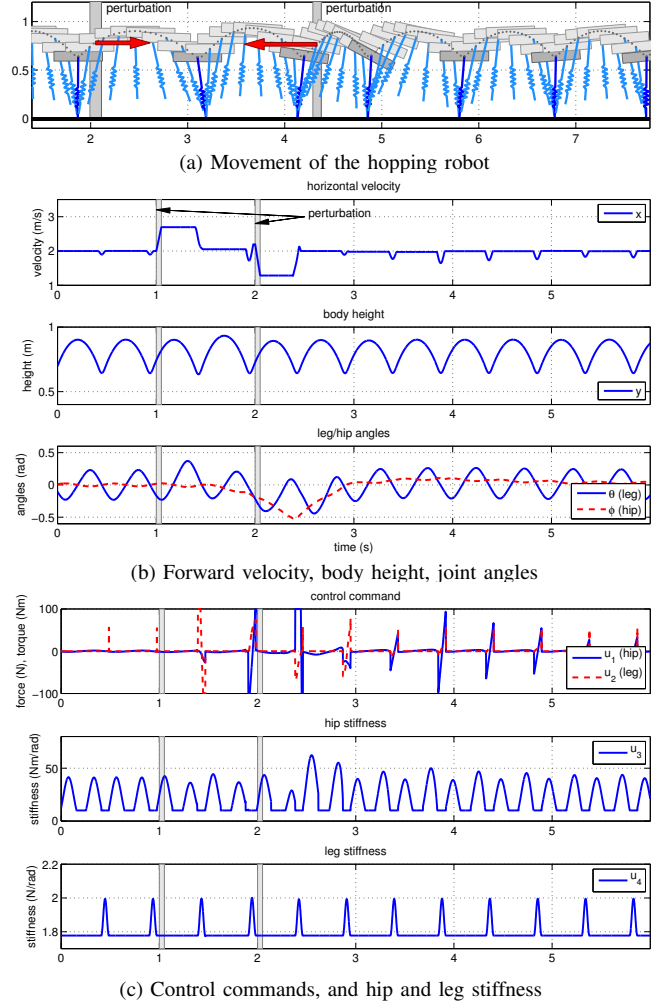 perturbation perturbation
1
0.5
0
2 3 4 5 6 7
(a) Movement of the hopping robot
horizontal velocity
velocity (m/s)
3
2
1
perturbation
x
0 1 2 3 4 5
body height
height (m)
1
0.5
y
0 1 2 3 4 5
leg/hip angles
angles (rad)
0.5
0
−0.5
θ (leg)
ϕ (hip)
0 1 2 3 4 5
time (s)
(b) Forward velocity, body height, joint angles
control command
force (N), torque (Nm)
100
0
−100
u1 (hip)
u2 (leg)
0 1 2 3 4 5
hip stiffness
stiffness (Nm/rad)
50
0
u3
0 1 2 3 4 5
leg stiffness
stiffness (N/rad)
2.2
2
1.8
u4
0 1 2 3 4 5
(c) Control commands, and hip and leg stiffness